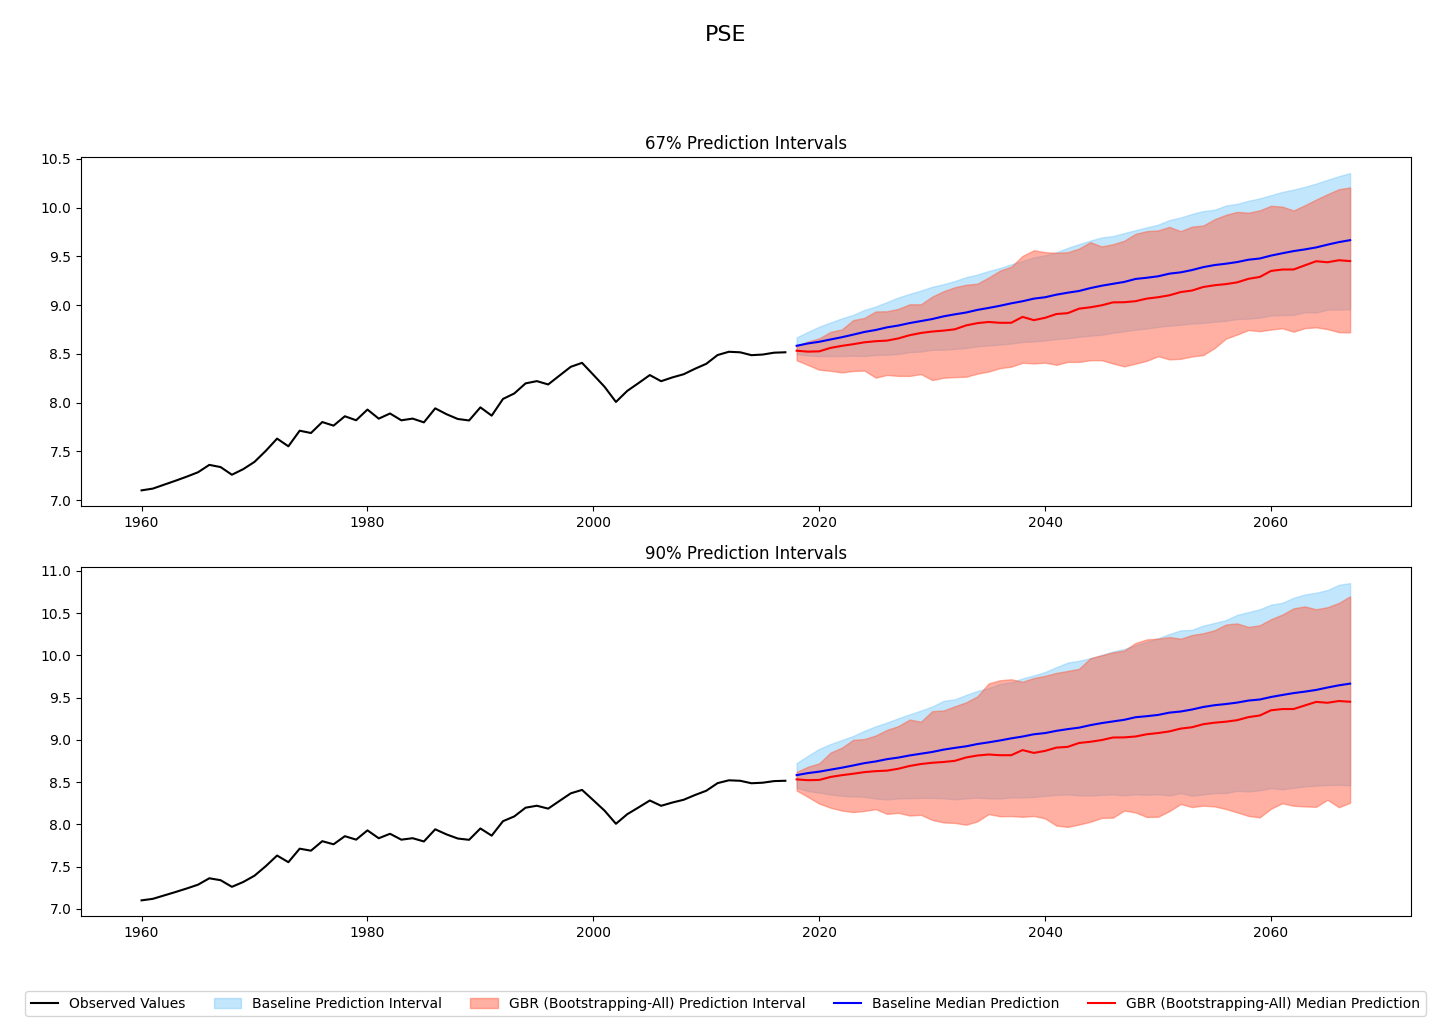 PSE
67% Prediction Intervals
10.5
10.0
9.5
9.0
8.5
8.0
7.5
7.0
1960 1980 2000 2020 2040 2060
90% Prediction Intervals
11.0
10.5
10.0
9.5
9.0
8.5
8.0
7.5
7.0
1960 1980 2000 2020 2040 2060
Observed Values Baseline Prediction Interval GBR (Bootstrapping-All) Prediction Interval Baseline Median Prediction GBR (Bootstrapping-All) Median Prediction